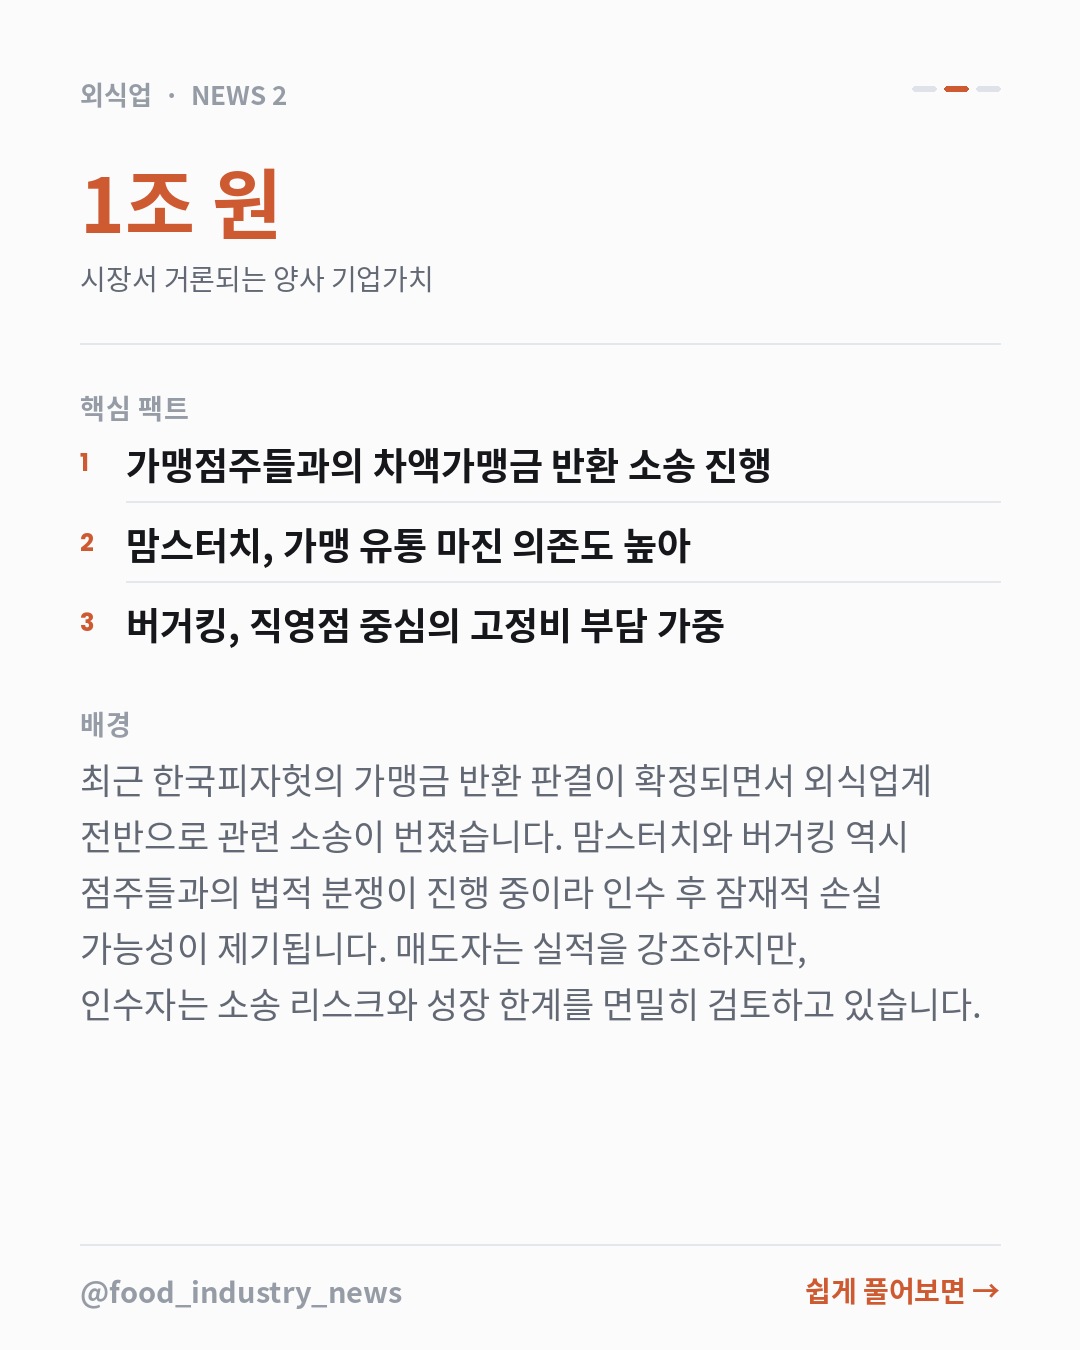 외식업 · NEWS 2
1조 원
시장서 거론되는 양사 기업가치
핵심 팩트
1 가맹점주들과의 차액가맹금 반환 소송 진행
2 맘스터치, 가맹 유통 마진 의존도 높아
3 버거킹, 직영점 중심의 고정비 부담 가중
배경
최근 한국피자헛의 가맹금 반환 판결이 확정되면서 외식업계
전반으로 관련 소송이 번졌습니다. 맘스터치와 버거킹 역시
점주들과의 법적 분쟁이 진행 중이라 인수 후 잠재적 손실
가능성이 제기됩니다. 매도자는 실적을 강조하지만,
인수자는 소송 리스크와 성장 한계를 면밀히 검토하고 있습니다.
@food_industry_news
쉽게 풀어보면 →